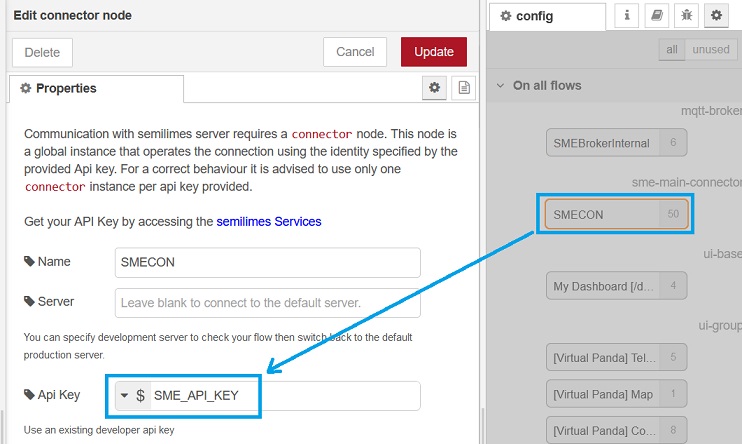 Edit connector node
Delete
Cancel
Update
Properties
Communication with semilimes server requires a connector node. This node
is a global instance that operates the connection using the identity specified by the
provided Api key. For a correct behaviour it is advised to use only one
connector instance per api key provided.
Get your API Key by accessing the semilimes Services
Name SMECON
Server Leave blank to connect to the default server.
You can specify development server to check your flow then switch back to the default
production server.
Api Key $ SME_API_KEY
Use an existing developer api key
config
all unused
On all flows
mqtt-broker
SMEBrokerInternal 6
sme-main-connector
SMECON 50
ui-base
My Dashboard [/d... 4
ui-group
[Virtual Panda] Tel... 5
[Virtual Panda] Map 1
[Virtual Panda] Co... 8